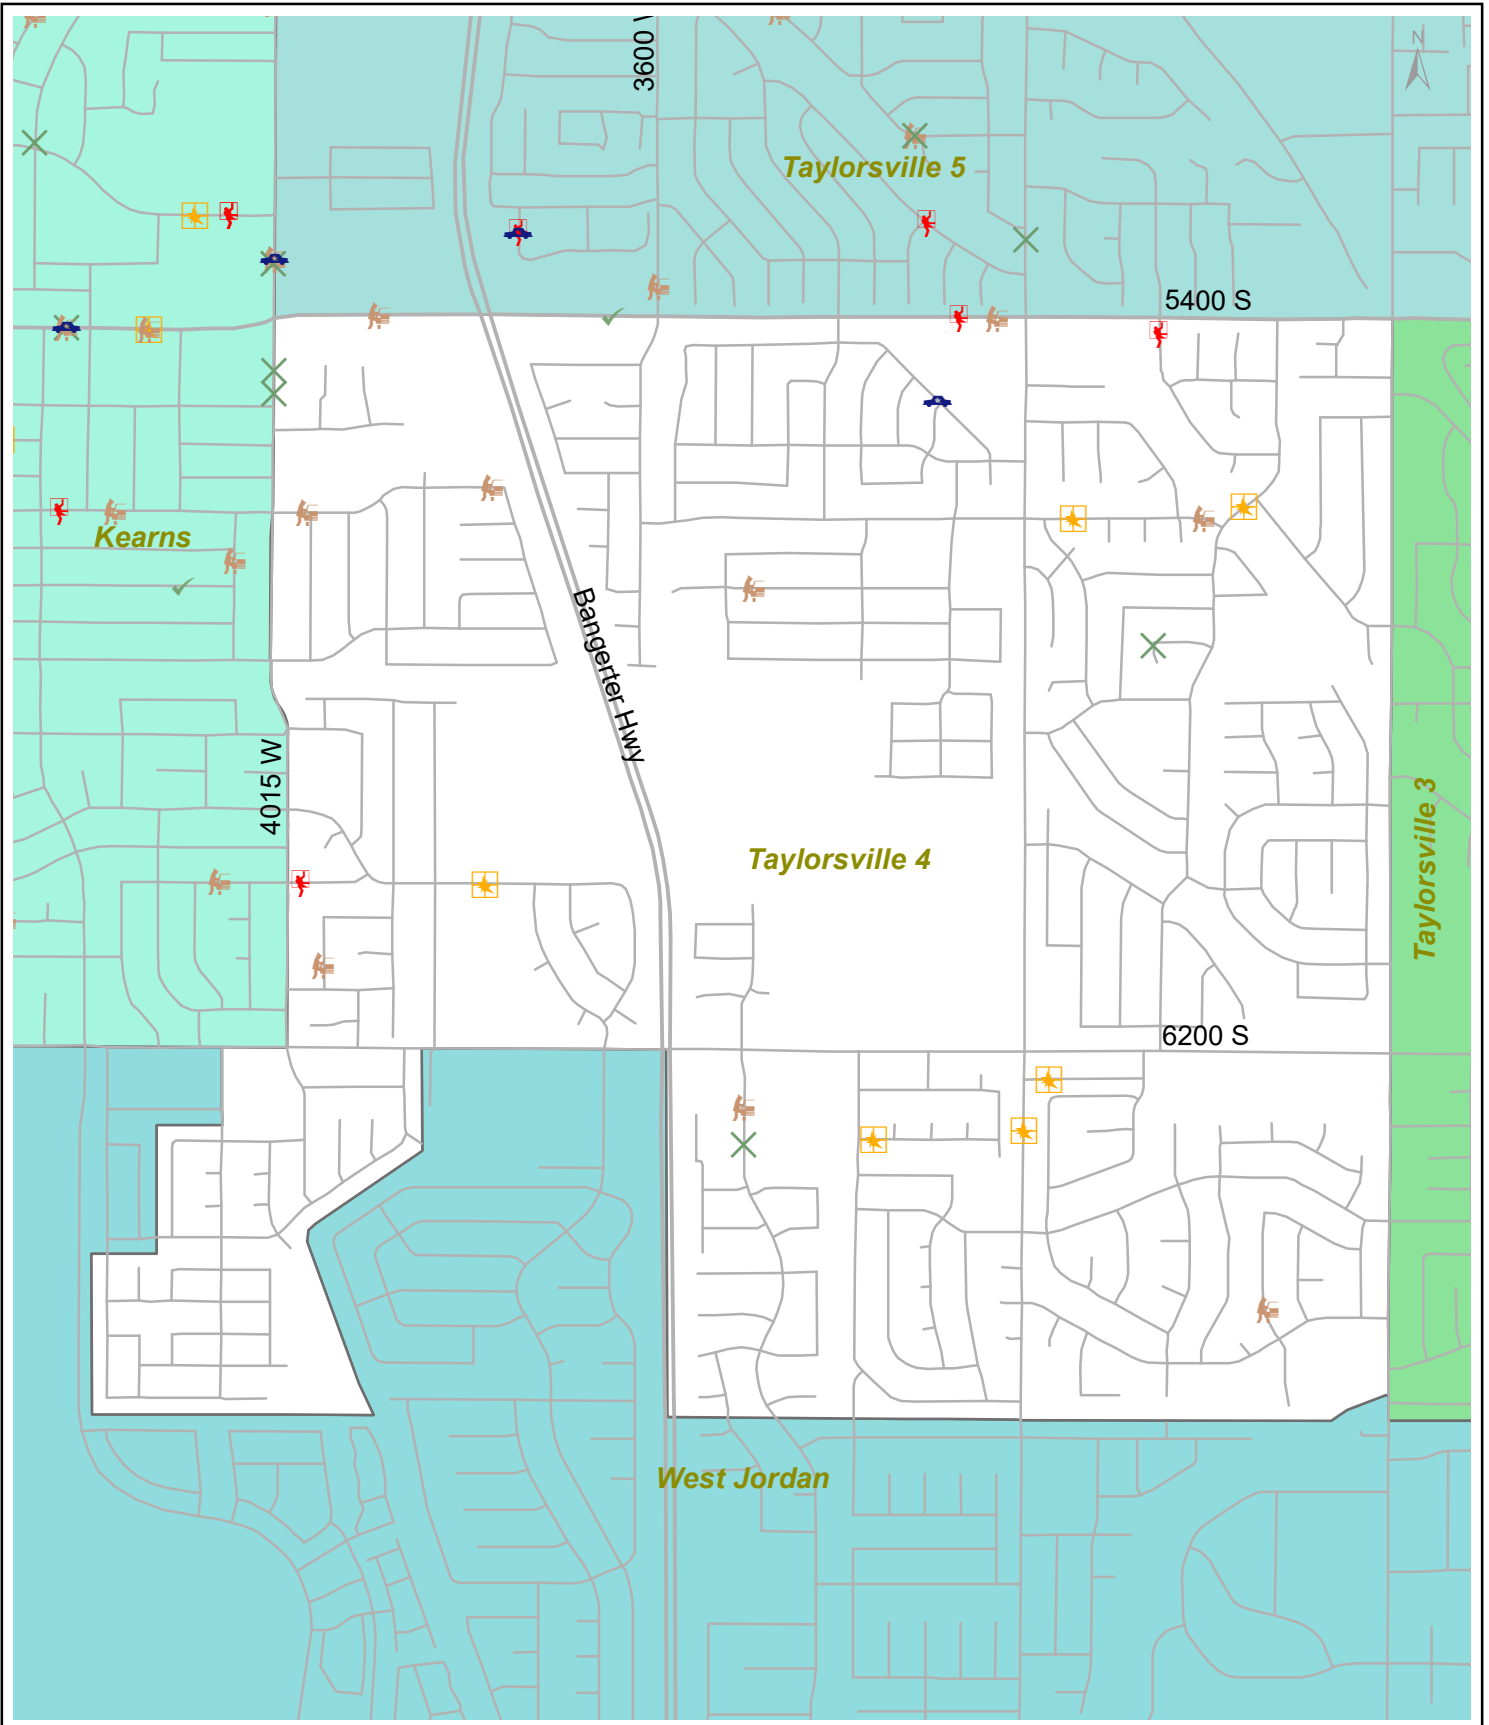 3600
N
Taylorsville 5
5400 S
Kearns
Bangerter Hwy
4015 W
Taylorsville 4
Taylorsville 3
6200 S
West Jordan